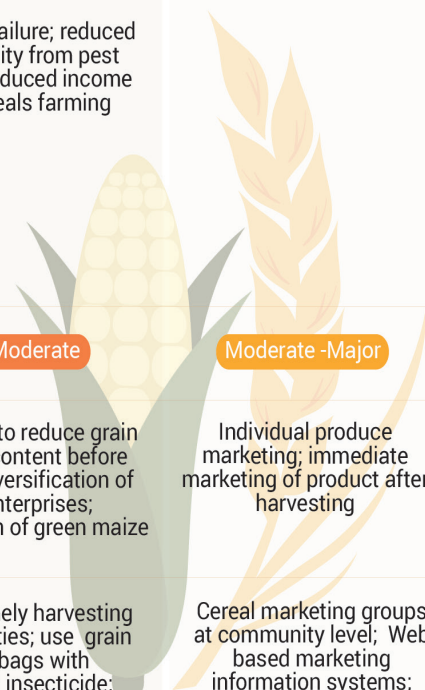 ailure; reduced
ity from pest
duced income
eals farming
Moderate
Moderate -Major
to reduce grain
ontent before
versification of
nterprises;
n of green maize
Individual produce
marketing; immediate
marketing of product after
harvesting
ely harvesting
ties; use grain
bags with
insecticide;
Cereal marketing groups
at community level; Web
based marketing
information systems;